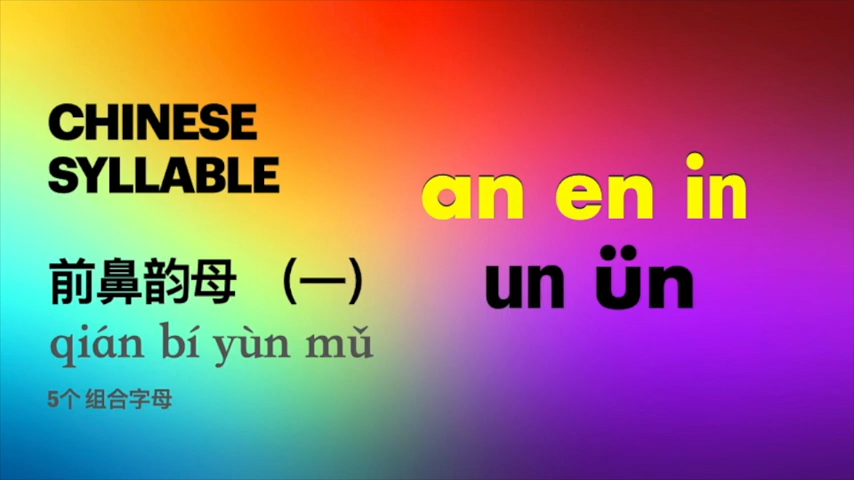 CHINESE
SYLLABLE
前鼻韵母 （一）
qián bí yùn mǔ
5个 组合字母
an en in
un ün